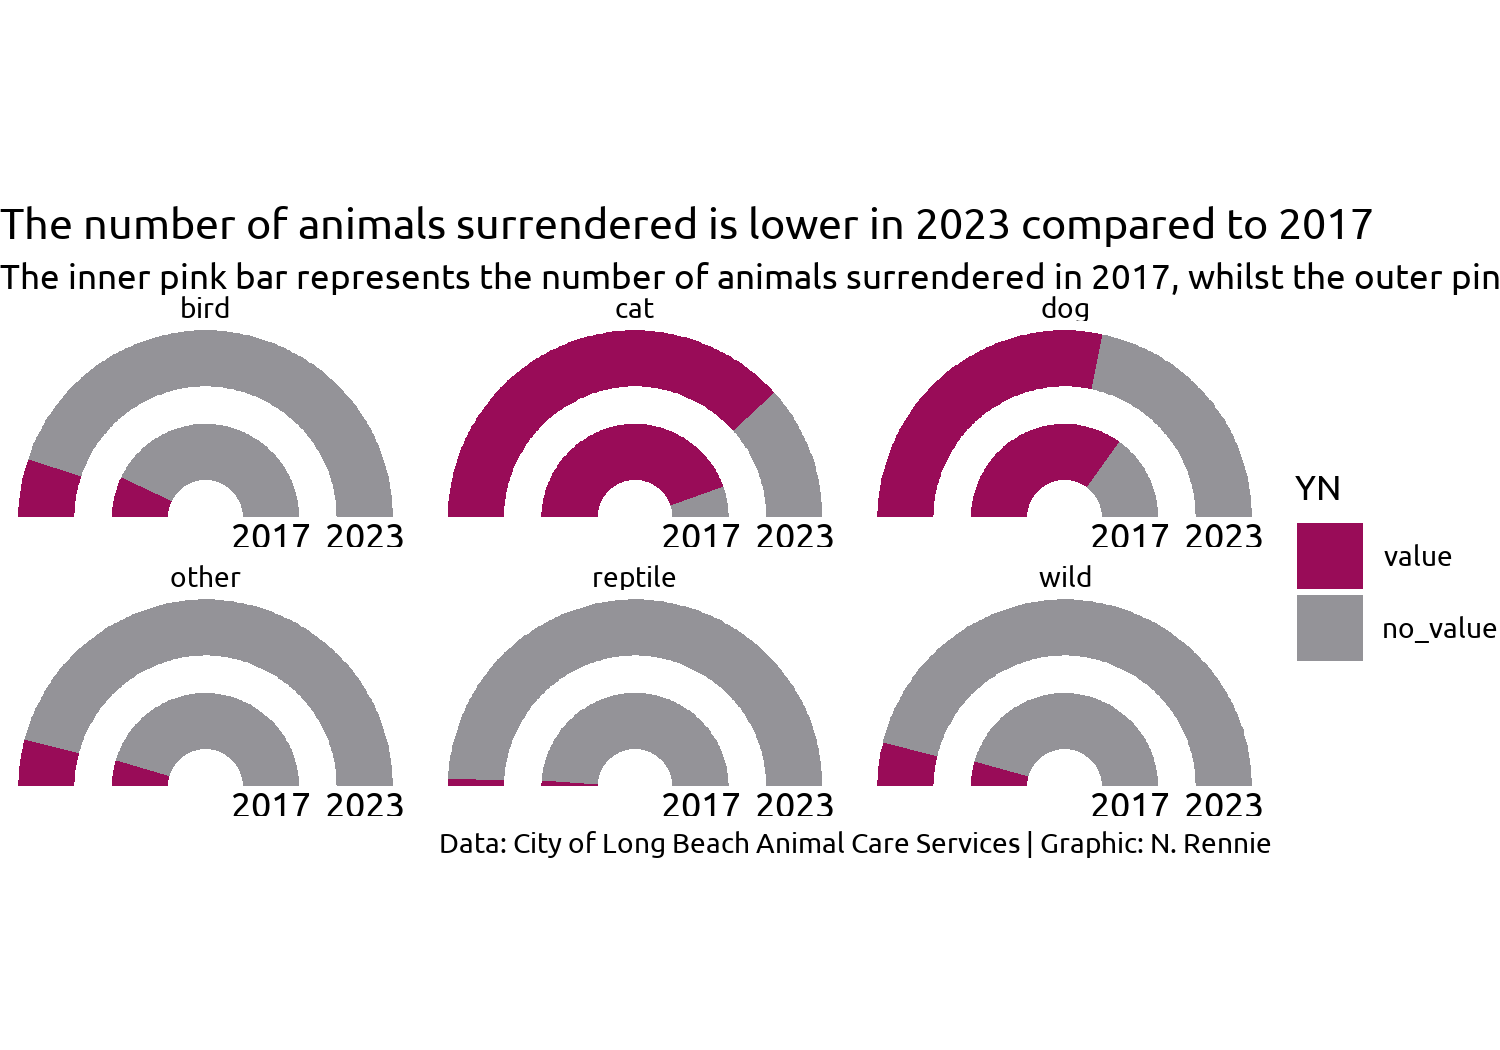 The number of animals surrendered is lower in 2023 compared to 2017
The inner pink bar represents the number of animals surrendered in 2017, whilst the outer pin
bird cat dog
2017 2023 2017 2023 2017 2023
other reptile wild
2017 2023 2017 2023 2017 2023
YN
value
no_value
Data: City of Long Beach Animal Care Services | Graphic: N. Rennie